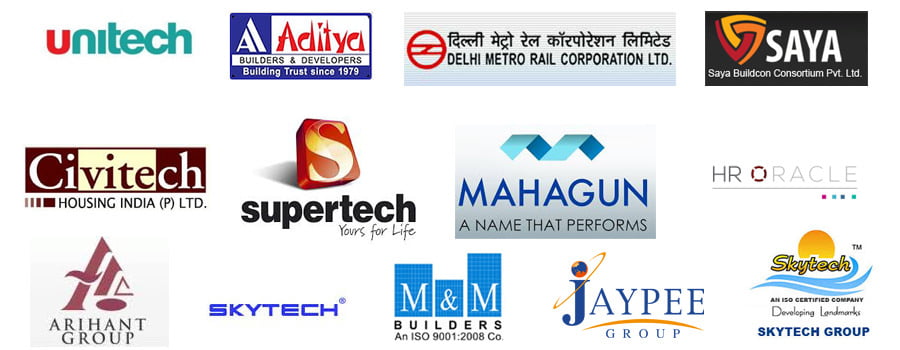 unitech
Aditya
BUILDERS & DEVELOPERS
Building Trust since 1979
दिल्ली मेट्रो रेल कॉरपोरेशन लिमिटेड
DELHI METRO RAIL CORPORATION LTD.
SAYA
Saya Buildcon Consortium Pvt. Ltd.
Civitech
HOUSING INDIA (P) LTD.
S
supertech
Yours for Life
MAHAGUN
A NAME THAT PERFORMS
HR ORACLE
ARIHANT
GROUP
SKYTECH®
M&M
BUILDERS
An ISO 9001:2008 Co.
JAYPEE
GROUP
Skytech ™
AN ISO CERTIFIED COMPANY
Developing Landmarks
SKYTECH GROUP